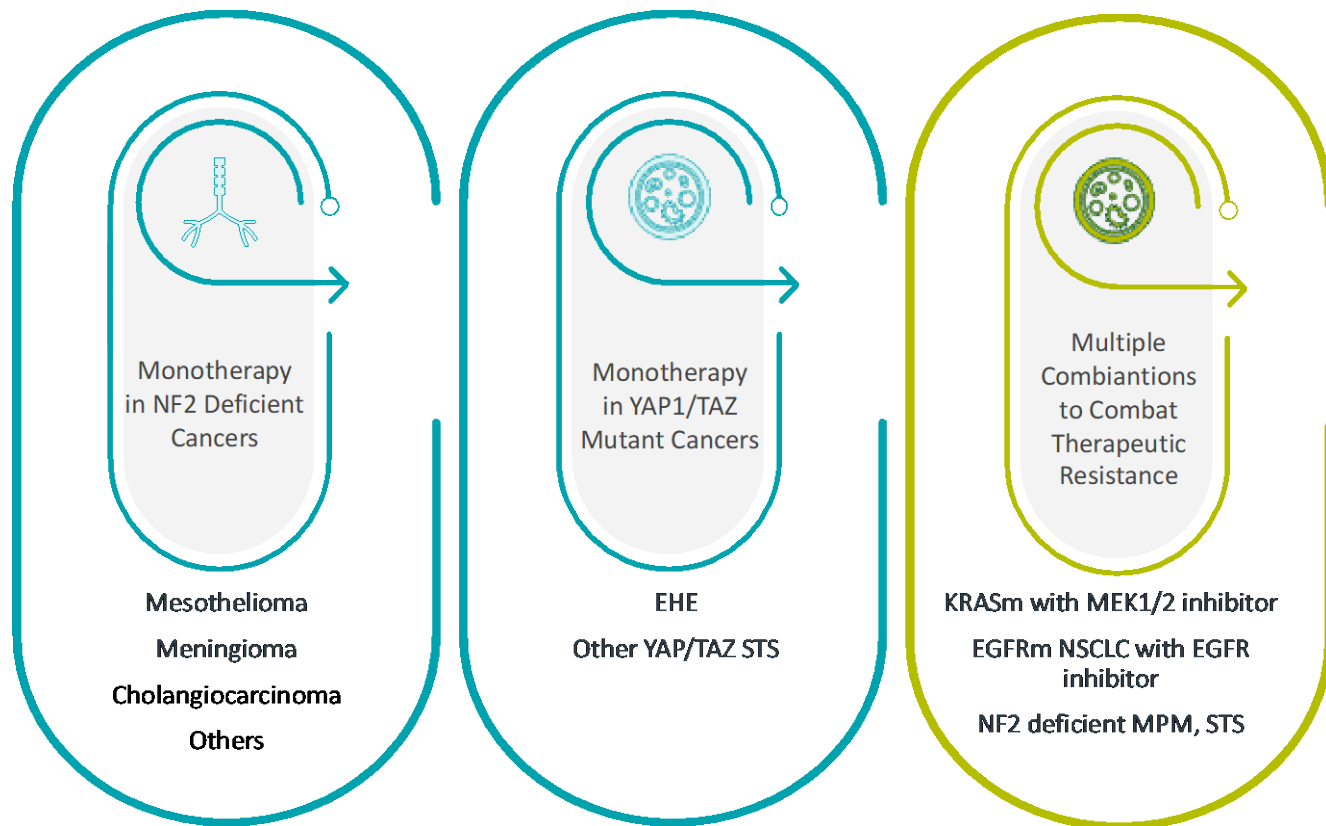 Monotherapy
in NF2 Deficient
Cancers
Mesothelioma
Meningioma
Cholangiocarcinoma
Others
Monotherapy
in YAP1/TAZ
Mutant Cancers
EHE
Other YAP/TAZ STS
Multiple
Combiantions
to Combat
Therapeutic
Resistance
KRASm with MEK1/2 inhibitor
EGFRm NSCLC with EGFR
inhibitor
NF2 deficient MPM, STS